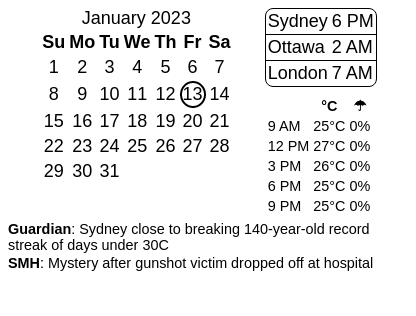 January 2023
Su Mo Tu We Th Fr Sa
1 2 3 4 5 6 7
8 9 10 11 12 13 14
15 16 17 18 19 20 21
22 23 24 25 26 27 28
29 30 31
Sydney 6 PM
Ottawa 2 AM
London 7 AM
°C ☂
9 AM 25°C 0%
12 PM 27°C 0%
3 PM 26°C 0%
6 PM 25°C 0%
9 PM 25°C 0%
Guardian: Sydney close to breaking 140-year-old record
streak of days under 30C
SMH: Mystery after gunshot victim dropped off at hospital